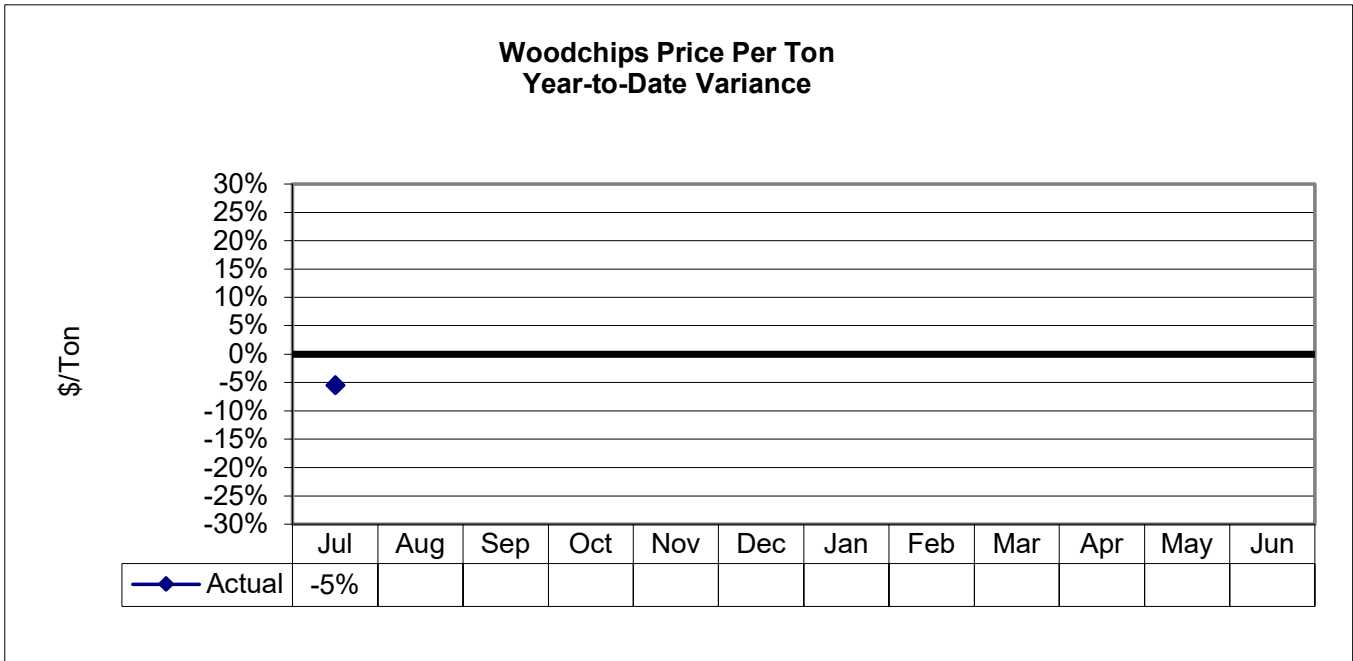 Woodchips Price Per Ton
Year-to-Date Variance
$/Ton
30%
25%
20%
15%
10%
5%
0%
-5%
-10%
-15%
-20%
-25%
-30%
Jul Aug Sep Oct Nov Dec Jan Feb Mar Apr May Jun
Actual -5%